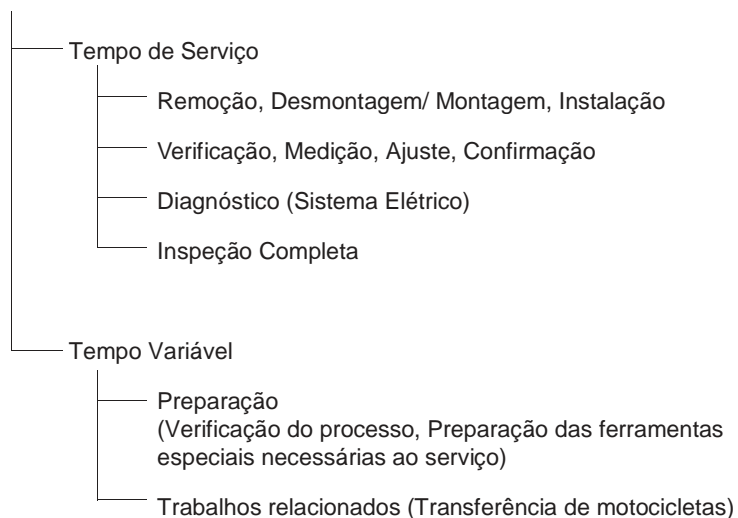 Tempo de Serviço
Remoção, Desmontagem/ Montagem, Instalação
Verificação, Medição, Ajuste, Confirmação
Diagnóstico (Sistema Elétrico)
Inspeção Completa
Tempo Variável
Preparação
(Verificação do processo, Preparação das ferramentas
especiais necessárias ao serviço)
Trabalhos relacionados (Transferência de motocicletas)